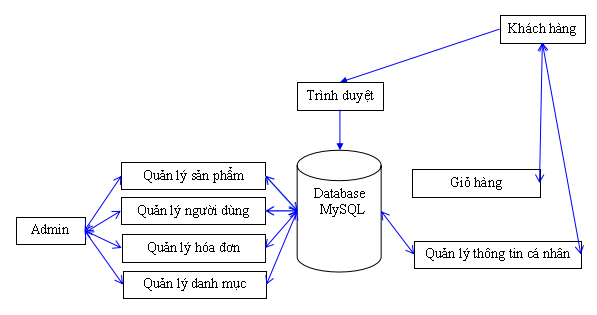 Khách hàng
Trình duyệt
Quản lý sản phẩm
Giỏ hàng
Database
MySQL
Quản lý người dùng
Admin
Quản lý hóa đơn
Quản lý thông tin cá nhân
Quản lý danh mục